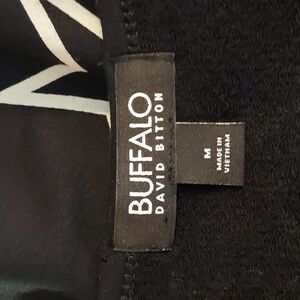 BUFFALO
DAVID BITTON
M
MADE IN
VIETNAM